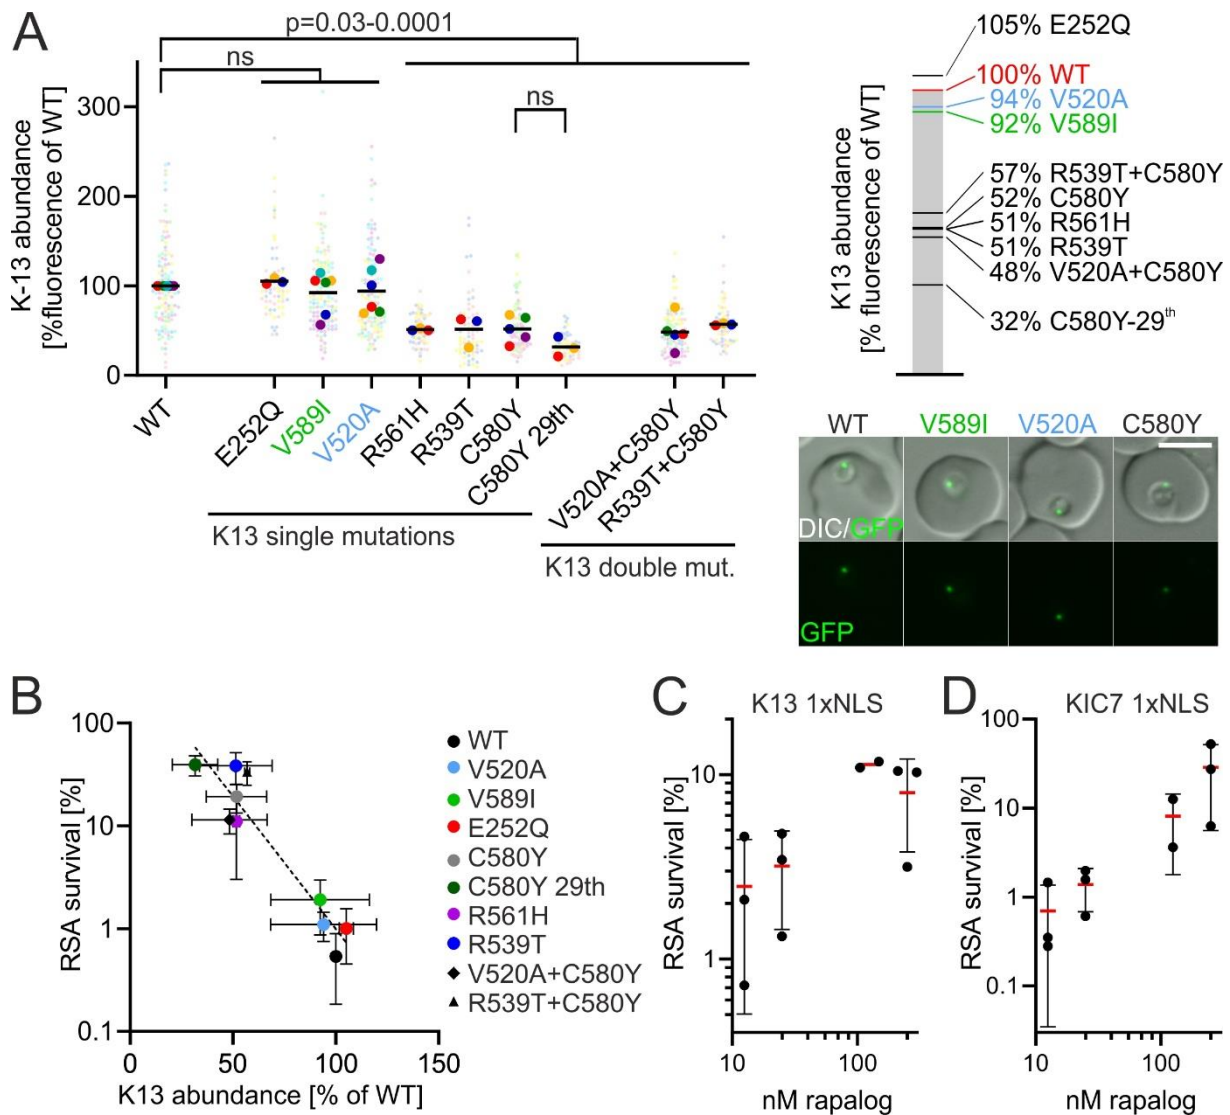 A
p=0.03-0.0001
ns
ns
K-13 abundance
[%fluorescence of WT]
300
200
100
0
WT
E252Q
V589I
V520A
R561H
R539T
C580Y
C580Y 29th
V520A+C580Y
R539T+C580Y
K13 single mutations
K13 double mut.
K13 abundance
[% fluorescence of WT]
105% E252Q
100% WT
94% V520A
92% V589I
57% R539T+C580Y
52% C580Y
51% R561H
51% R539T
48% V520A+C580Y
32% C580Y-29th
WT
V589I
V520A
C580Y
DIC/GFP
GFP
B
RSA survival [%]
100
10
1
0.1
0
50
100
150
K13 abundance [% of WT]
WT
V520A
V589I
E252Q
C580Y
C580Y 29th
R561H
R539T
V520A+C580Y
R539T+C580Y
C
K13 1xNLS
RSA survival [%]
10
1
10
100
nM rapalog
D
KIC7 1xNLS
RSA survival [%]
100
10
1
0.1
10
100
nM rapalog